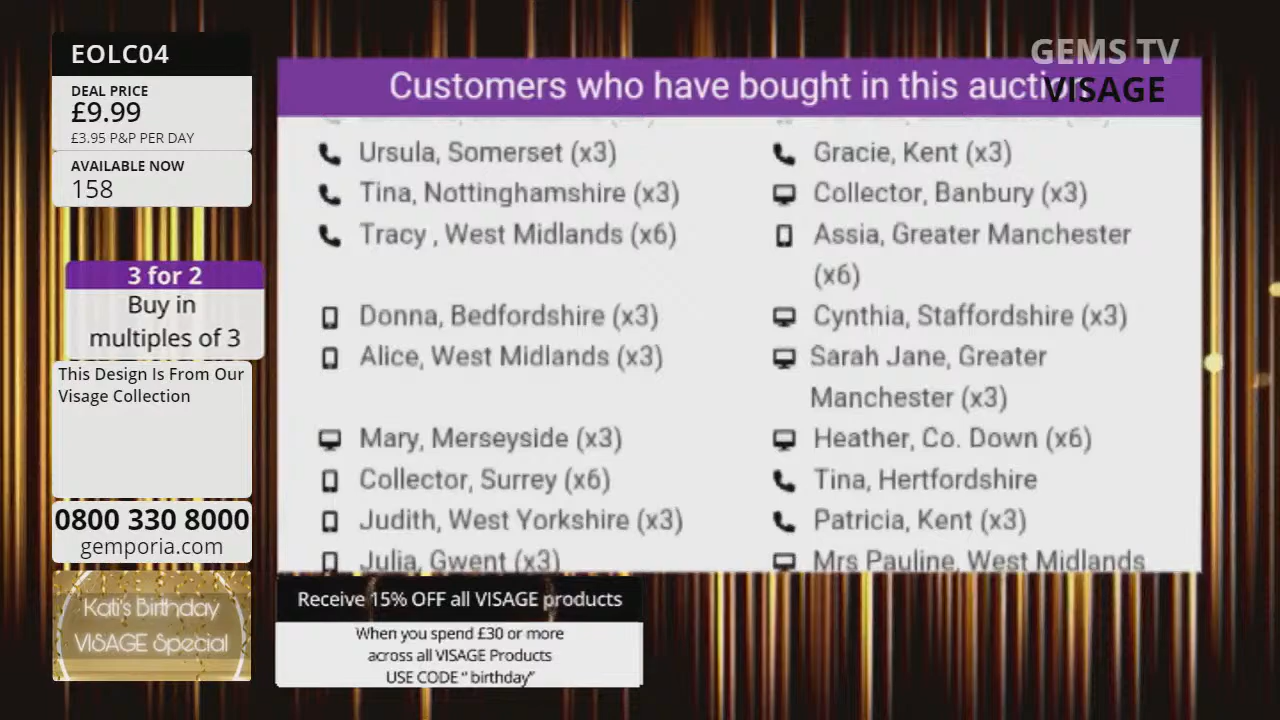 EOLC04
DEAL PRICE
£9.99
£3.95 P&P PER DAY
AVAILABLE NOW
158
3 for 2
Buy in
multiples of 3
This Design Is From Our
Visage Collection
0800 330 8000
gemporia.com
Kati's Birthday
VISAGE Special
GEMS TV
VISAGE
Customers who have bought in this auction
Ursula, Somerset (x3)
Gracie, Kent (x3)
Tina, Nottinghamshire (x3)
Collector, Banbury (x3)
Tracy , West Midlands (x6)
Assia, Greater Manchester
(x6)
Donna, Bedfordshire (x3)
Cynthia, Staffordshire (x3)
Alice, West Midlands (x3)
Sarah Jane, Greater
Manchester (x3)
Mary, Merseyside (x3)
Heather, Co. Down (x6)
Collector, Surrey (x6)
Tina, Hertfordshire
Judith, West Yorkshire (x3)
Patricia, Kent (x3)
Julia, Gwent (x3)
Mrs Pauline, West Midlands
Receive 15% OFF all VISAGE products
When you spend £30 or more
across all VISAGE Products
USE CODE " birthday"